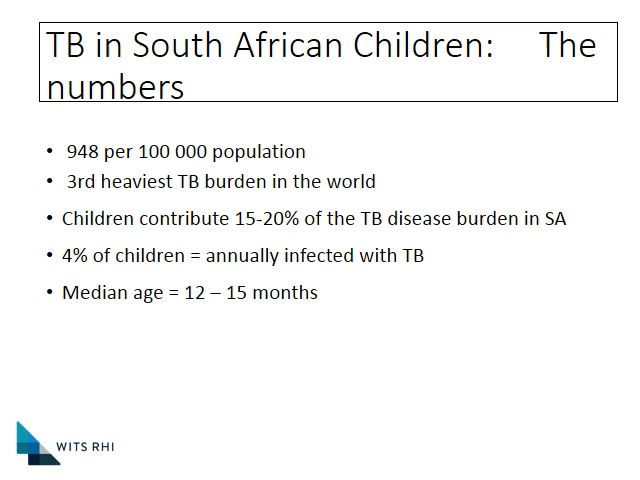 TB in South African Children: The
numbers
• 948 per 100 000 population
• 3rd heaviest TB burden in the world
• Children contribute 15-20% of the TB disease burden in SA
• 4% of children = annually infected with TB
• Median age = 12 – 15 months
WITS RHI